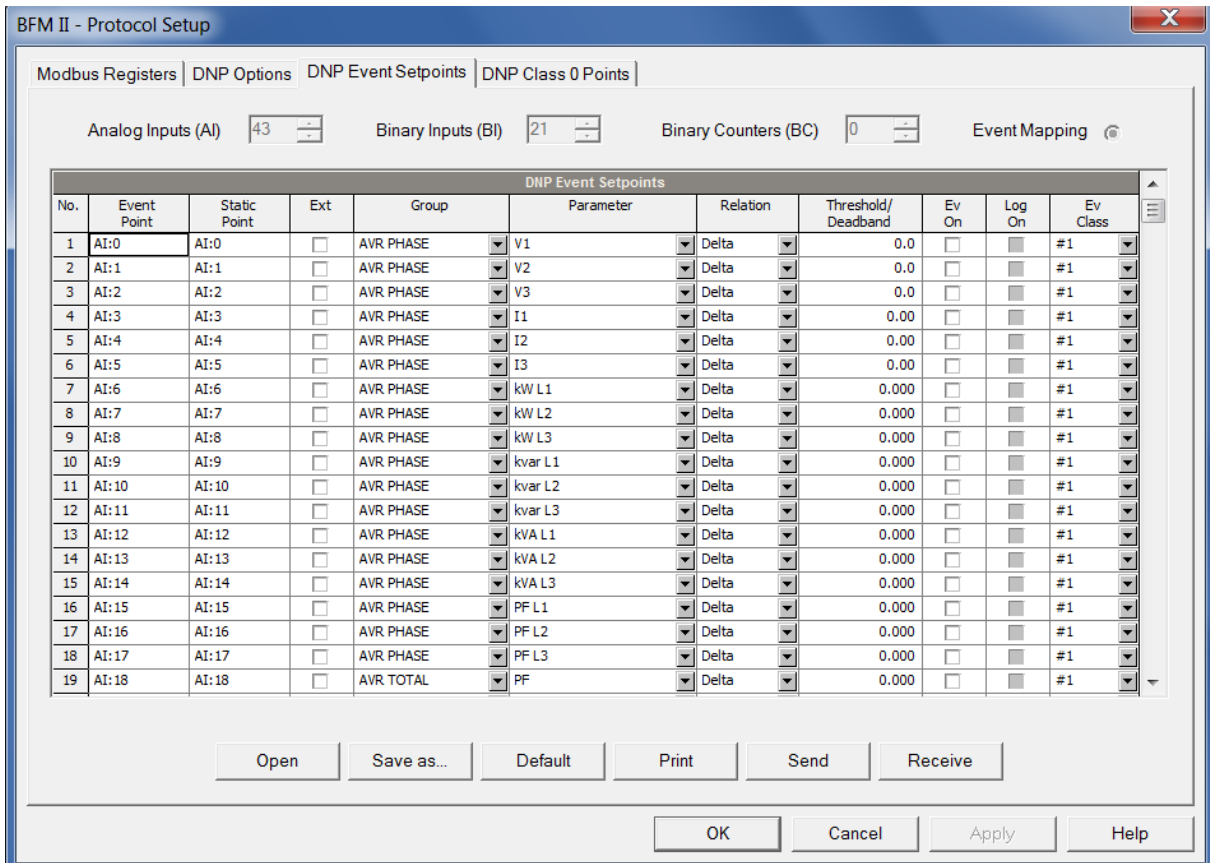 BFM II - Protocol Setup
X
Modbus Registers DNP Options DNP Event Setpoints DNP Class 0 Points
Analog Inputs (AI) 43 Binary Inputs (BI) 21 Binary Counters (BC) 0 Event Mapping
DNP Event Setpoints
No. Event Point Static Point Ext Group Parameter Relation Threshold/ Deadband Ev On Log On Ev Class
1 AI:0 AI:0 AVR PHASE V1 Delta 0.0 #1
2 AI:1 AI:1 AVR PHASE V2 Delta 0.0 #1
3 AI:2 AI:2 AVR PHASE V3 Delta 0.0 #1
4 AI:3 AI:3 AVR PHASE I1 Delta 0.00 #1
5 AI:4 AI:4 AVR PHASE I2 Delta 0.00 #1
6 AI:5 AI:5 AVR PHASE I3 Delta 0.00 #1
7 AI:6 AI:6 AVR PHASE kW L1 Delta 0.000 #1
8 AI:7 AI:7 AVR PHASE kW L2 Delta 0.000 #1
9 AI:8 AI:8 AVR PHASE kW L3 Delta 0.000 #1
10 AI:9 AI:9 AVR PHASE kvar L1 Delta 0.000 #1
11 AI:10 AI:10 AVR PHASE kvar L2 Delta 0.000 #1
12 AI:11 AI:11 AVR PHASE kvar L3 Delta 0.000 #1
13 AI:12 AI:12 AVR PHASE kVA L1 Delta 0.000 #1
14 AI:13 AI:13 AVR PHASE kVA L2 Delta 0.000 #1
15 AI:14 AI:14 AVR PHASE kVA L3 Delta 0.000 #1
16 AI:15 AI:15 AVR PHASE PF L1 Delta 0.000 #1
17 AI:16 AI:16 AVR PHASE PF L2 Delta 0.000 #1
18 AI:17 AI:17 AVR PHASE PF L3 Delta 0.000 #1
19 AI:18 AI:18 AVR TOTAL PF Delta 0.000 #1
Open Save as... Default Print Send Receive
OK Cancel Apply Help